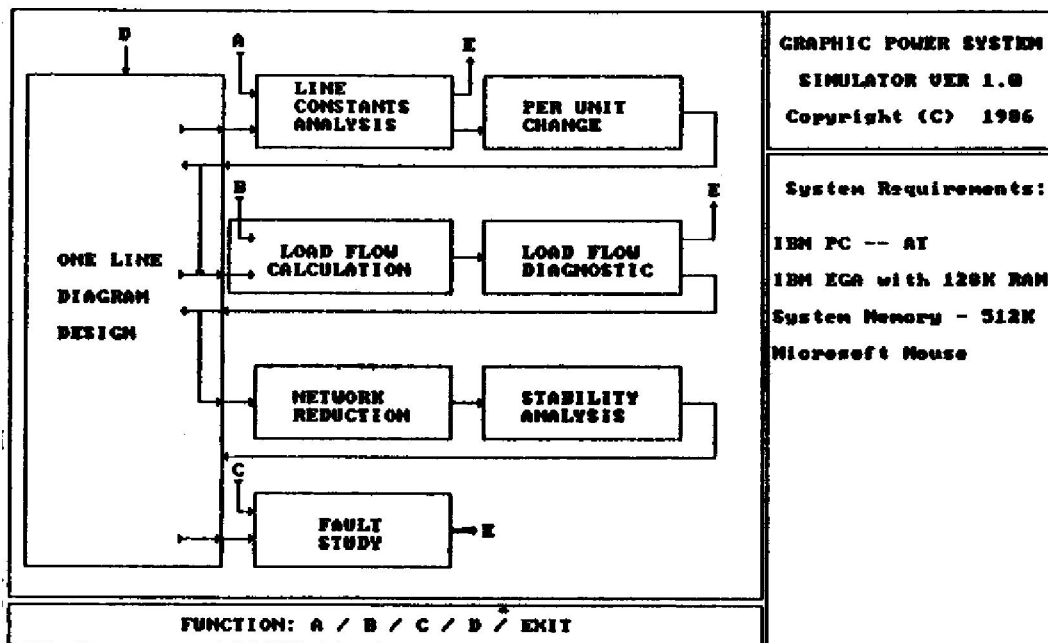 D
A
E
LINE
CONSTANTS
ANALYSIS
PER UNIT
CHANGE
B
E
ONE LINE
DIAGRAM
DESIGN
LOAD FLOW
CALCULATION
LOAD FLOW
DIAGNOSTIC
NETWORK
REDUCTION
STABILITY
ANALYSIS
C
FAULT
STUDY
E
GRAPHIC POWER SYSTEM
SIMULATOR VER 1.0
Copyright (C) 1986
System Requirements:
IBM PC -- AT
IBM EGA with 128K RAM
System Memory - 512K
Microsoft Mouse
FUNCTION: A / B / C / D / EXIT